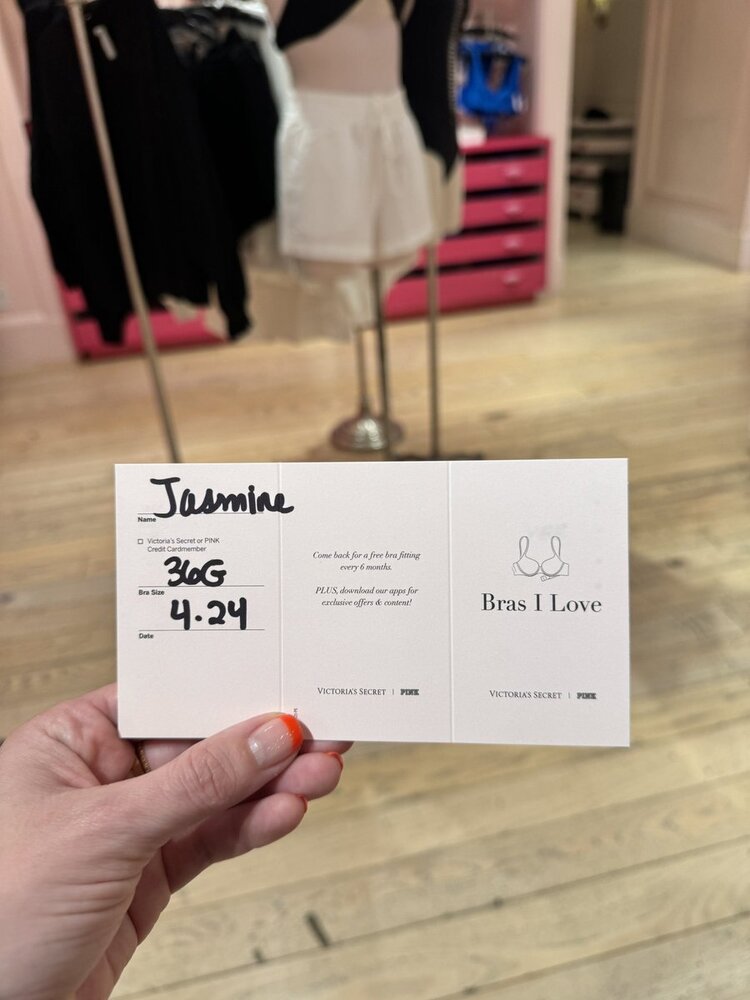 Jasmine
Name
Victoria's Secret or PINK
Credit Cardmember
36G
Bra Size
4.24
Date
Come back for a free bra fitting
every 6 months.
PLUS, download our apps for
exclusive offers & content!
VICTORIA'S SECRET | PINK
Bras I Love
VICTORIA'S SECRET | PINK